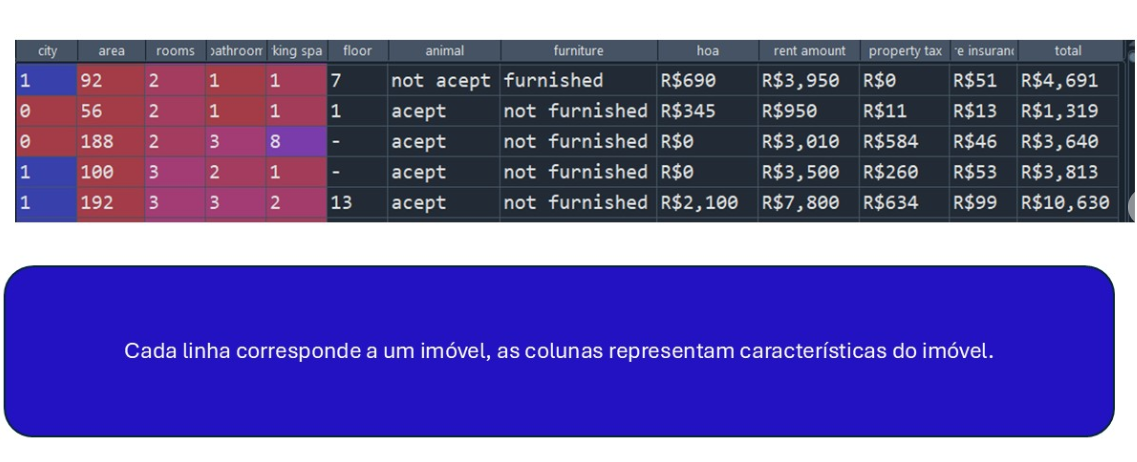 city area rooms bathroom king spa floor animal furniture hoa rent amount property tax e insuranc total
1 92 2 1 1 7 not acept furnished R$690 R$3,950 R$0 R$51 R$4,691
0 56 2 1 1 1 acept not furnished R$345 R$950 R$11 R$13 R$1,319
0 188 2 3 8 - acept not furnished R$0 R$3,010 R$584 R$46 R$3,640
1 100 3 2 1 - acept not furnished R$0 R$3,500 R$260 R$53 R$3,813
1 192 3 3 2 13 acept not furnished R$2,100 R$7,800 R$634 R$99 R$10,630
Cada linha corresponde a um imóvel, as colunas representam características do imóvel.